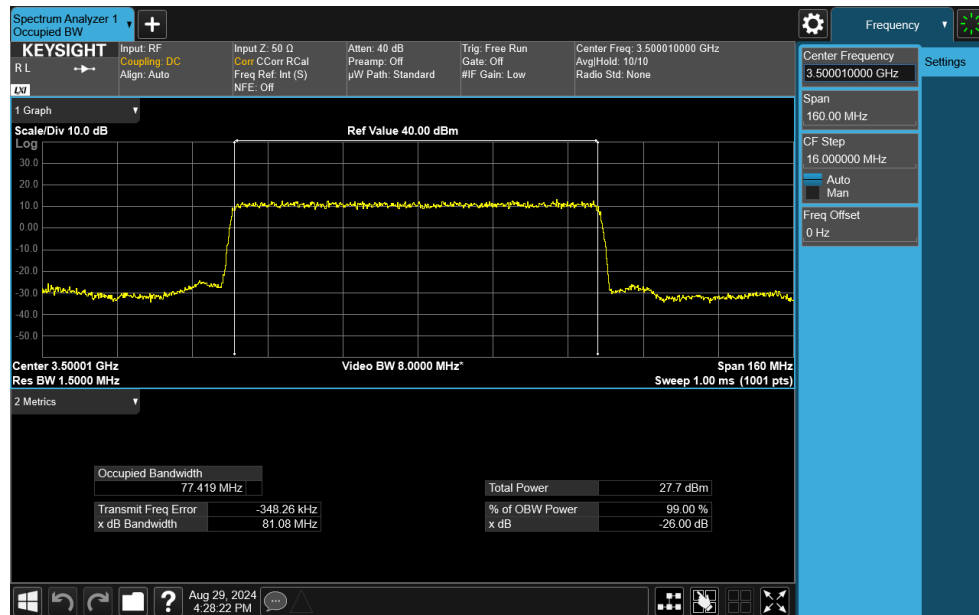 Spectrum Analyzer 1
Occupied BW
Frequency
KEYSIGHT
R L
LXI
Input: RF
Coupling: DC
Align: Auto
Input Z: 50 Ω
Corr CCorr RCal
Freq Ref: Int (S)
NFE: Off
Atten: 40 dB
Preamp: Off
µW Path: Standard
Trig: Free Run
Gate: Off
#IF Gain: Low
Center Freq: 3.500010000 GHz
Avg|Hold: 10/10
Radio Std: None
Center Frequency
3.500010000 GHz
Settings
Span
160.00 MHz
CF Step
16.000000 MHz
Auto
Man
Freq Offset
0 Hz
1 Graph
Scale/Div 10.0 dB
Ref Value 40.00 dBm
Log
30.0
20.0
10.0
0.00
-10.0
-20.0
-30.0
-40.0
-50.0
Center 3.50001 GHz
Video BW 8.0000 MHz*
Span 160 MHz
Res BW 1.5000 MHz
Sweep 1.00 ms (1001 pts)
2 Metrics
Occupied Bandwidth
77.419 MHz
Total Power 27.7 dBm
Transmit Freq Error -348.26 kHz
% of OBW Power 99.00 %
x dB Bandwidth 81.08 MHz
x dB -26.00 dB
?
Aug 29, 2024
4:28:22 PM